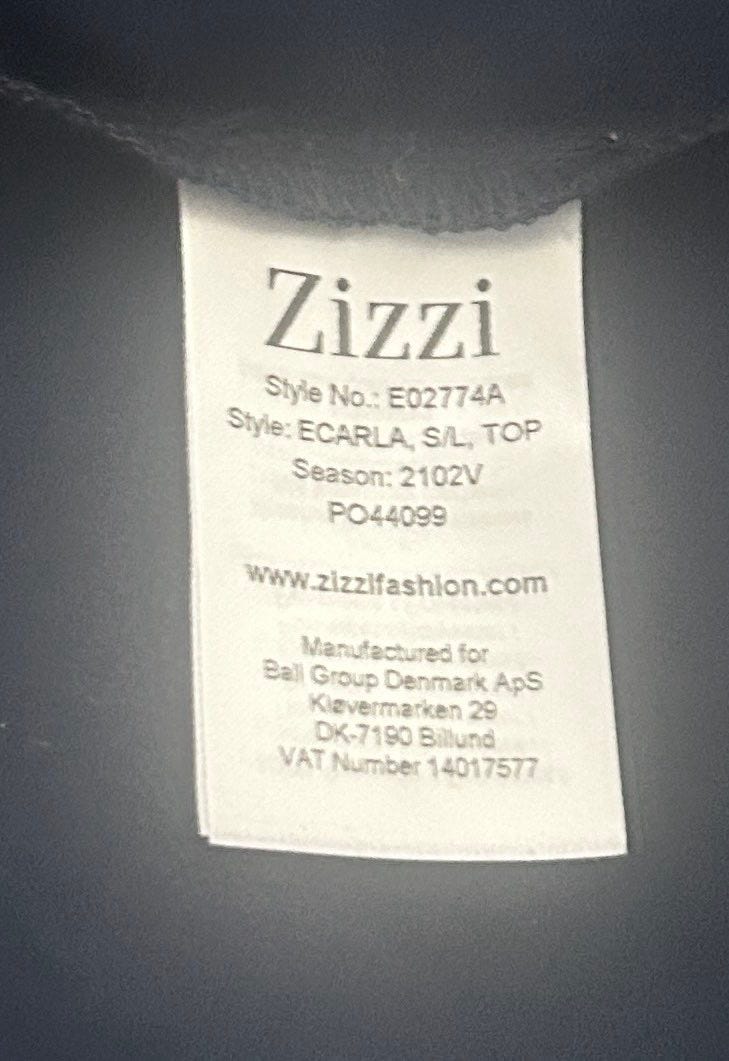 Zizzi
Style No.: E02774A
Style: ECARLA, S/L, TOP
Season: 2102V
PO44099
www.zizzifashion.com
Manufactured for
Ball Group Denmark ApS
Kløvermarken 29
DK-7190 Billund
VAT Number 14017577